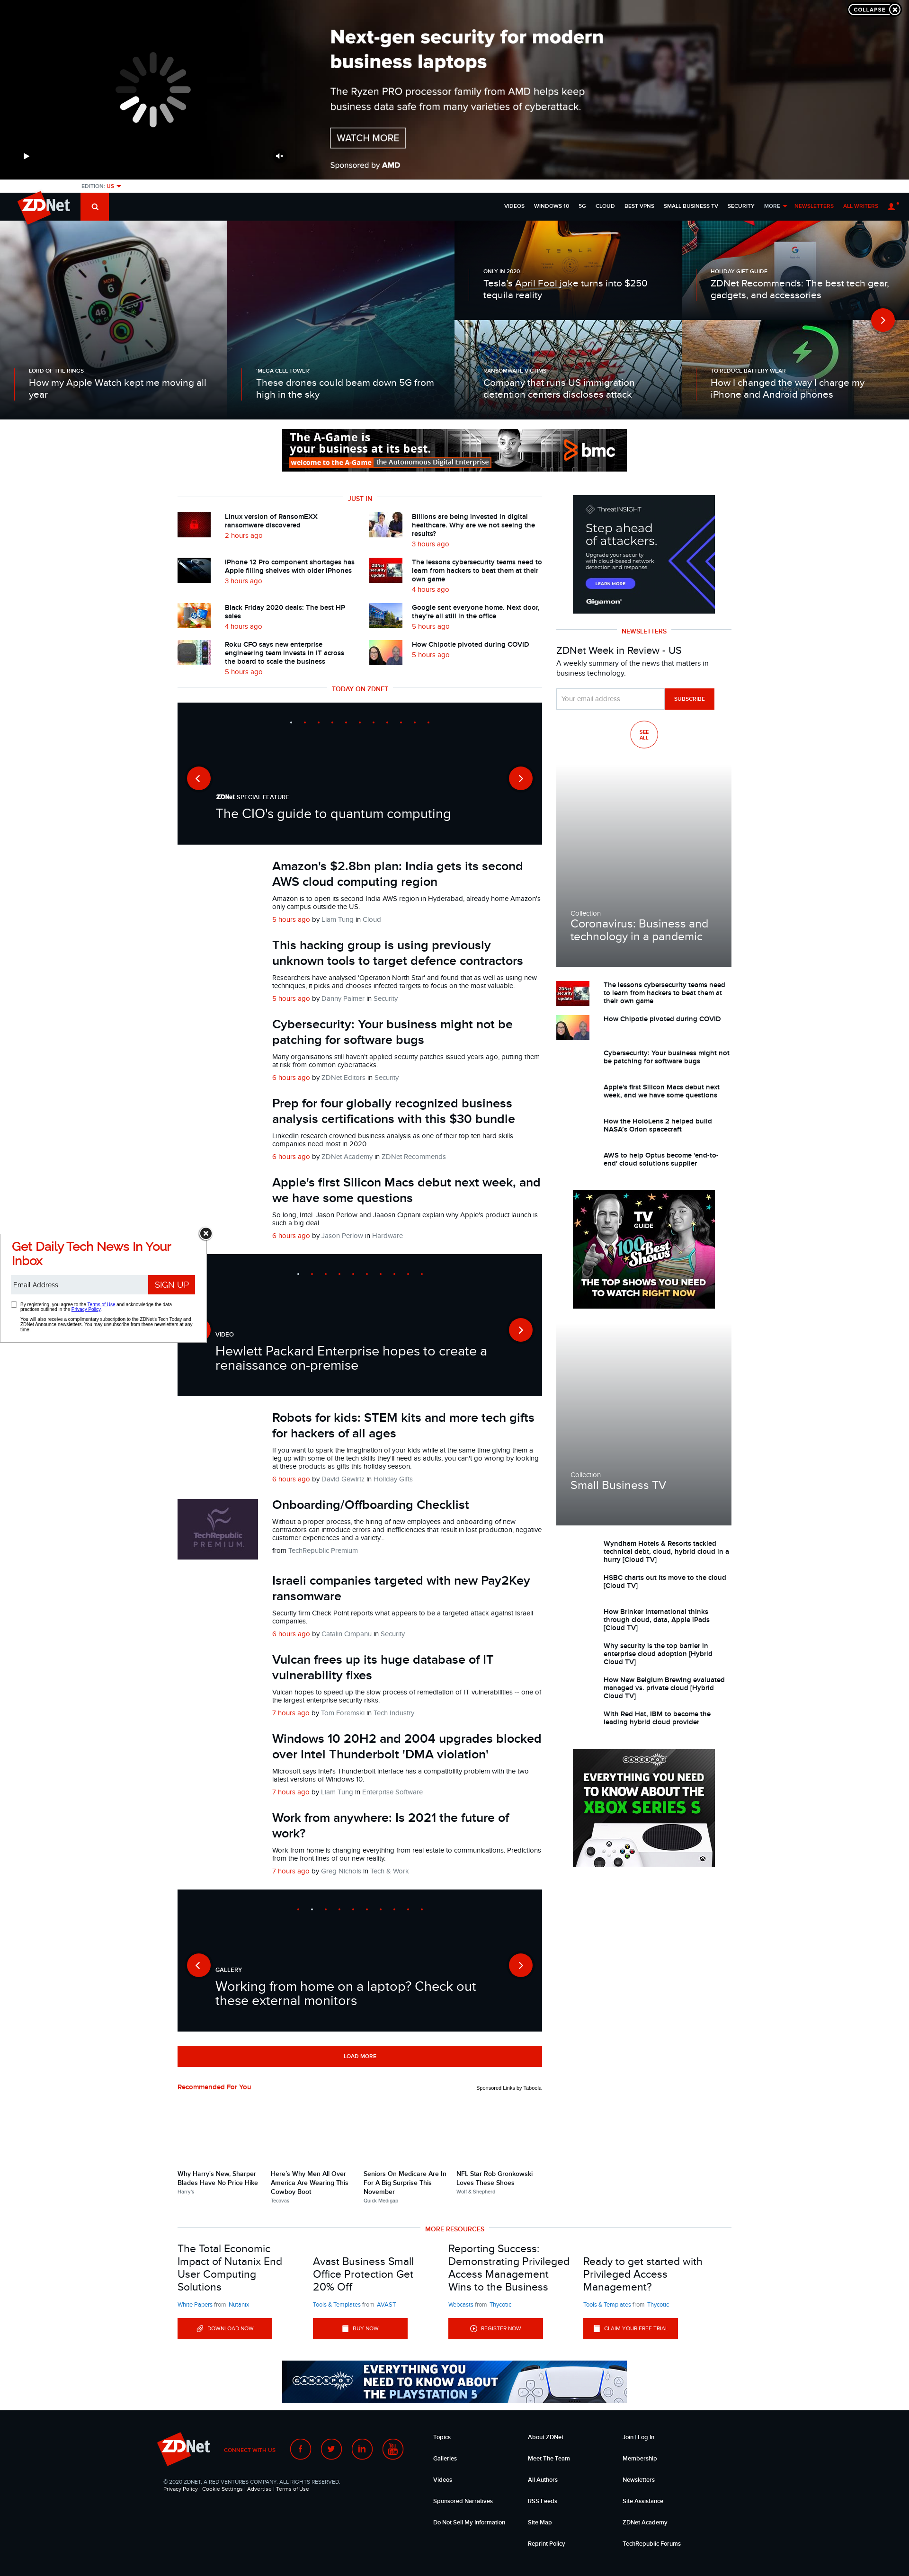 COLLAPSE
Next-gen security for modern
business laptops
The Ryzen PRO processor family from AMD helps keep
business data safe from many varieties of cyberattack.
WATCH MORE
Sponsored by AMD
EDITION: US
ZDNet
VIDEOS WINDOWS 10 5G CLOUD BEST VPNS SMALL BUSINESS TV SECURITY MORE NEWSLETTERS ALL WRITERS
LORD OF THE RINGS
How my Apple Watch kept me moving all
year
'MEGA CELL TOWER'
These drones could beam down 5G from
high in the sky
ONLY IN 2020...
Tesla's April Fool joke turns into $250
tequila reality
HOLIDAY GIFT GUIDE
ZDNet Recommends: The best tech gear,
gadgets, and accessories
RANSOMWARE VICTIMS
Company that runs US immigration
detention centers discloses attack
TO REDUCE BATTERY WEAR
How I changed the way I charge my
iPhone and Android phones
The A-Game is
your business at its best.
welcome to the A-Game the Autonomous Digital Enterprise
bmc
JUST IN
Linux version of RansomEXX
ransomware discovered
2 hours ago
Billions are being invested in digital
healthcare. Why are we not seeing the
results?
3 hours ago
iPhone 12 Pro component shortages has
Apple filling shelves with older iPhones
3 hours ago
The lessons cybersecurity teams need to
learn from hackers to beat them at their
own game
4 hours ago
Black Friday 2020 deals: The best HP
sales
4 hours ago
Google sent everyone home. Next door,
they're all still in the office
5 hours ago
Roku CFO says new enterprise
engineering team invests in IT across
the board to scale the business
5 hours ago
How Chipotle pivoted during COVID
5 hours ago
TODAY ON ZDNET
ZDNet SPECIAL FEATURE
The CIO's guide to quantum computing
Amazon's $2.8bn plan: India gets its second
AWS cloud computing region
Amazon is to open its second India AWS region in Hyderabad, already home Amazon's
only campus outside the US.
5 hours ago by Liam Tung in Cloud
This hacking group is using previously
unknown tools to target defence contractors
Researchers have analysed 'Operation North Star' and found that as well as using new
techniques, it picks and chooses infected targets to focus on the most valuable.
5 hours ago by Danny Palmer in Security
Cybersecurity: Your business might not be
patching for software bugs
Many organisations still haven't applied security patches issued years ago, putting them
at risk from common cyberattacks.
6 hours ago by ZDNet Editors in Security
Prep for four globally recognized business
analysis certifications with this $30 bundle
LinkedIn research crowned business analysis as one of their top ten hard skills
companies need most in 2020.
6 hours ago by ZDNet Academy in ZDNet Recommends
Apple's first Silicon Macs debut next week, and
we have some questions
So long, Intel. Jason Perlow and Jaaosn Cipriani explain why Apple's product launch is
such a big deal.
6 hours ago by Jason Perlow in Hardware
VIDEO
Hewlett Packard Enterprise hopes to create a
renaissance on-premise
Robots for kids: STEM kits and more tech gifts
for hackers of all ages
If you want to spark the imagination of your kids while at the same time giving them a
leg up with some of the tech skills they'll need as adults, you can't go wrong by looking
at these products as gifts this holiday season.
6 hours ago by David Gewirtz in Holiday Gifts
TechRepublic
PREMIUM.
Onboarding/Offboarding Checklist
Without a proper process, the hiring of new employees and onboarding of new
contractors can introduce errors and inefficiencies that result in lost production, negative
customer experiences and a variety...
from TechRepublic Premium
Israeli companies targeted with new Pay2Key
ransomware
Security firm Check Point reports what appears to be a targeted attack against Israeli
companies.
6 hours ago by Catalin Cimpanu in Security
Vulcan frees up its huge database of IT
vulnerability fixes
Vulcan hopes to speed up the slow process of remediation of IT vulnerabilities -- one of
the largest enterprise security risks.
7 hours ago by Tom Foremski in Tech Industry
Windows 10 20H2 and 2004 upgrades blocked
over Intel Thunderbolt 'DMA violation'
Microsoft says Intel's Thunderbolt interface has a compatibility problem with the two
latest versions of Windows 10.
7 hours ago by Liam Tung in Enterprise Software
Work from anywhere: Is 2021 the future of
work?
Work from home is changing everything from real estate to communications. Predictions
from the front lines of our new reality.
7 hours ago by Greg Nichols in Tech & Work
GALLERY
Working from home on a laptop? Check out
these external monitors
LOAD MORE
ThreatINSIGHT
Step ahead
of attackers.
Upgrade your security
with cloud-based network
detection and response.
LEARN MORE
Gigamon
NEWSLETTERS
ZDNet Week in Review - US
A weekly summary of the news that matters in
business technology.
Your email address
SUBSCRIBE
SEE
ALL
Collection
Coronavirus: Business and
technology in a pandemic
ZDNet
security
update
The lessons cybersecurity teams need
to learn from hackers to beat them at
their own game
How Chipotle pivoted during COVID
Cybersecurity: Your business might not
be patching for software bugs
Apple's first Silicon Macs debut next
week, and we have some questions
How the HoloLens 2 helped build
NASA's Orion spacecraft
AWS to help Optus become 'end-to-
end' cloud solutions supplier
TV
GUIDE
100 Best
Shows
THE TOP SHOWS YOU NEED
TO WATCH RIGHT NOW
Collection
Small Business TV
Wyndham Hotels & Resorts tackled
technical debt, cloud, hybrid cloud in a
hurry [Cloud TV]
HSBC charts out its move to the cloud
[Cloud TV]
How Brinker International thinks
through cloud, data, Apple iPads
[Cloud TV]
Why security is the top barrier in
enterprise cloud adoption [Hybrid
Cloud TV]
How New Belgium Brewing evaluated
managed vs. private cloud [Hybrid
Cloud TV]
With Red Hat, IBM to become the
leading hybrid cloud provider
GAMESPOT
EVERYTHING YOU NEED
TO KNOW ABOUT THE
XBOX SERIES S
Get Daily Tech News In Your
Inbox
Email Address
SIGN UP
By registering, you agree to the Terms of Use and acknowledge the data
practices outlined in the Privacy Policy.
You will also receive a complimentary subscription to the ZDNet's Tech Today and
ZDNet Announce newsletters. You may unsubscribe from these newsletters at any
time.
Recommended For You
Sponsored Links by Taboola
Why Harry's New, Sharper
Blades Have No Price Hike
Harry's
Here's Why Men All Over
America Are Wearing This
Cowboy Boot
Tecovas
Seniors On Medicare Are In
For A Big Surprise This
November
Quick Medigap
NFL Star Rob Gronkowski
Loves These Shoes
Wolf & Shepherd
MORE RESOURCES
The Total Economic
Impact of Nutanix End
User Computing
Solutions
White Papers from Nutanix
DOWNLOAD NOW
Avast Business Small
Office Protection Get
20% Off
Tools & Templates from AVAST
BUY NOW
Reporting Success:
Demonstrating Privileged
Access Management
Wins to the Business
Webcasts from Thycotic
REGISTER NOW
Ready to get started with
Privileged Access
Management?
Tools & Templates from Thycotic
CLAIM YOUR FREE TRIAL
GAMESPOT
EVERYTHING YOU
NEED TO KNOW ABOUT
THE PLAYSTATION 5
ZDNet
CONNECT WITH US
© 2020 ZDNET, A RED VENTURES COMPANY. ALL RIGHTS RESERVED.
Privacy Policy | Cookie Settings | Advertise | Terms of Use
Topics
Galleries
Videos
Sponsored Narratives
Do Not Sell My Information
About ZDNet
Meet The Team
All Authors
RSS Feeds
Site Map
Reprint Policy
Join | Log In
Membership
Newsletters
Site Assistance
ZDNet Academy
TechRepublic Forums